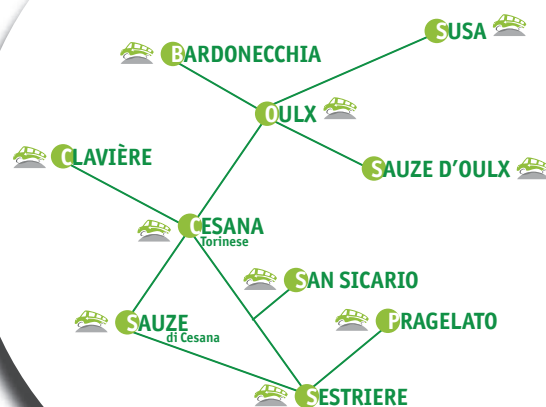 SUSA
BARDONECCHIA
OULX
CLAVIÈRE
SAUZE D'OULX
CESANA
Torinese
SAN SICARIO
SAUZE
di Cesana
PRAGELATO
SESTRIERE